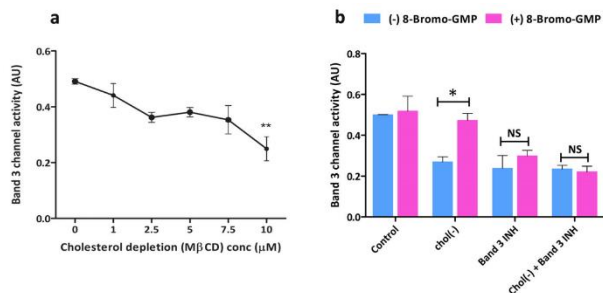 a
Band 3 channel activity (AU)
0.6
0.4
0.2
0.0
**
0 1 2.5 5 7.5 10
Cholesterol depletion (MβCD) conc (μM)
b
(-) 8-Bromo-GMP (+) 8-Bromo-GMP
Band 3 channel activity (AU)
0.8
0.6
0.4
0.2
0.0
*
NS
NS
Control
chol(-)
Band 3 INH
Chol(-) + Band 3 INH